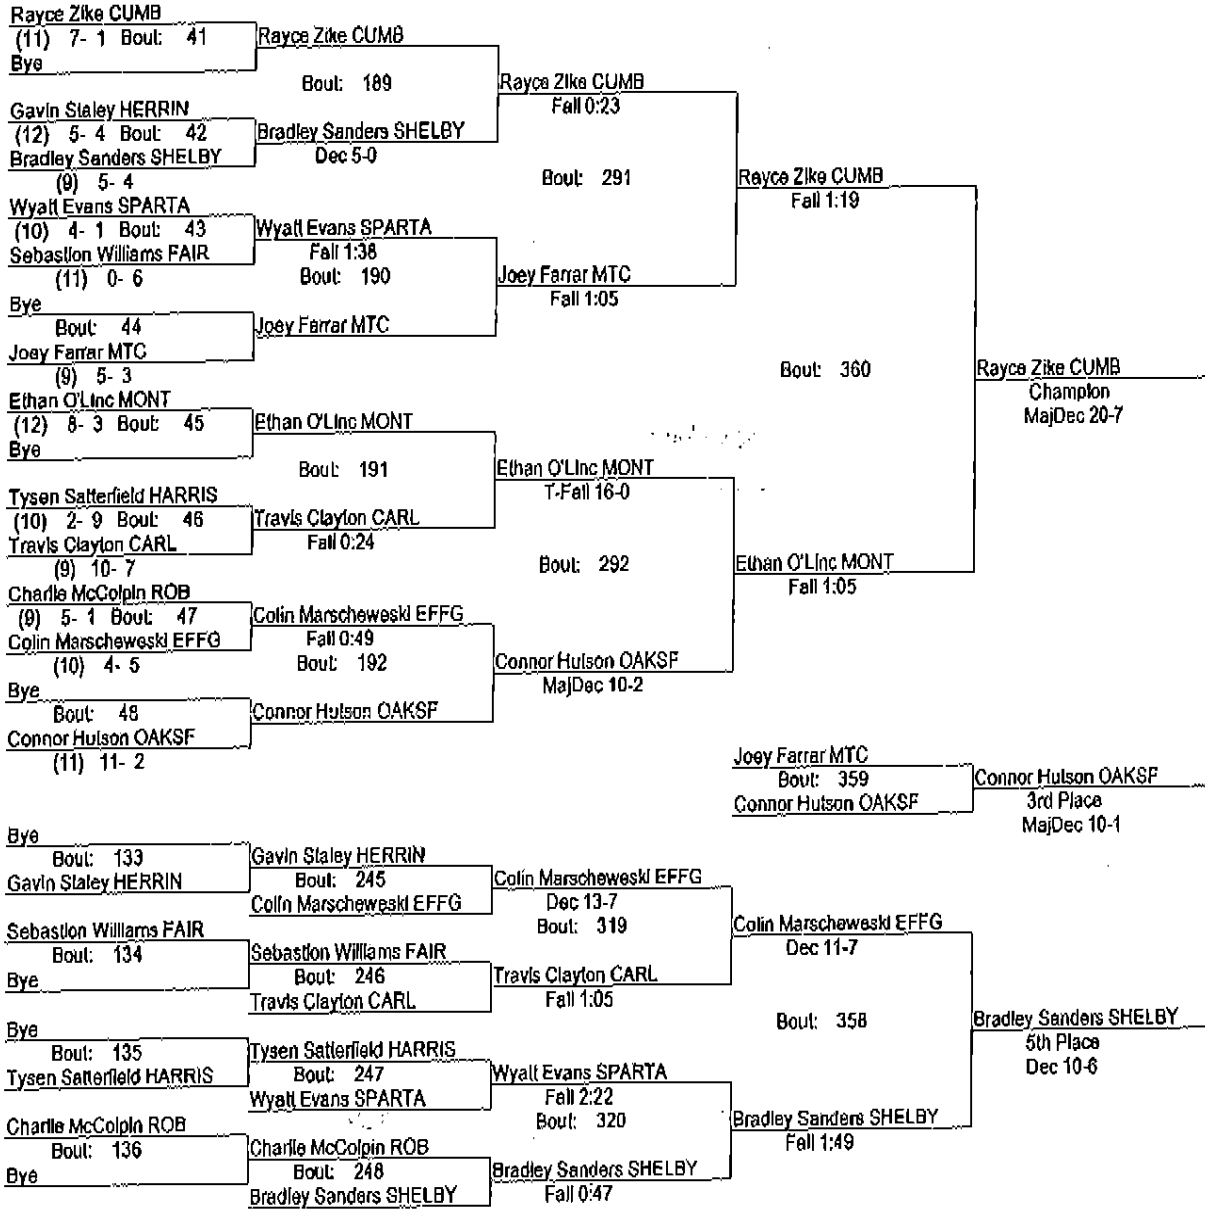 Rayce Zike CUMB
(11) 7- 1 Bout: 41
Bye
Rayce Zike CUMB
Bout: 189
Gavin Staley HERRIN
(12) 5- 4 Bout: 42
Bradley Sanders SHELBY
(9) 5- 4
Bradley Sanders SHELBY
Dec 5-0
Rayce Zike CUMB
Fall 0:23
Bout: 291
Wyatt Evans SPARTA
(10) 4- 1 Bout: 43
Sebastion Williams FAIR
(11) 0- 6
Wyatt Evans SPARTA
Fall 1:38
Bout: 190
Bye
Bout: 44
Joey Farrar MTC
(9) 5- 3
Joey Farrar MTC
Joey Farrar MTC
Fall 1:05
Rayce Zike CUMB
Fall 1:19
Bout: 360
Rayce Zike CUMB
Champion
MajDec 20-7
Ethan O'Linc MONT
(12) 8- 3 Bout: 45
Bye
Ethan O'Linc MONT
Bout: 191
Tysen Satterfield HARRIS
(10) 2- 9 Bout: 46
Travis Clayton CARL
(9) 10- 7
Travis Clayton CARL
Fall 0:24
Ethan O'Linc MONT
T-Fall 16-0
Bout: 292
Charlie McColpin ROB
(9) 5- 1 Bout: 47
Colin Marscheweski EFFG
(10) 4- 5
Colin Marscheweski EFFG
Fall 0:49
Bout: 192
Bye
Bout: 48
Connor Hutson OAKSF
(11) 11- 2
Connor Hutson OAKSF
Connor Hutson OAKSF
MajDec 10-2
Ethan O'Linc MONT
Fall 1:05
Joey Farrar MTC
Bout: 359
Connor Hutson OAKSF
Connor Hutson OAKSF
3rd Place
MajDec 10-1
Bye
Bout: 133
Gavin Staley HERRIN
Gavin Staley HERRIN
Bout: 245
Colin Marscheweski EFFG
Colin Marscheweski EFFG
Dec 13-7
Bout: 319
Sebastion Williams FAIR
Bout: 134
Bye
Sebastion Williams FAIR
Bout: 246
Travis Clayton CARL
Travis Clayton CARL
Fall 1:05
Colin Marscheweski EFFG
Dec 11-7
Bout: 358
Bye
Bout: 135
Tysen Satterfield HARRIS
Tysen Satterfield HARRIS
Bout: 247
Wyatt Evans SPARTA
Wyatt Evans SPARTA
Fall 2:22
Bout: 320
Charlie McColpin ROB
Bout: 136
Bye
Charlie McColpin ROB
Bout: 248
Bradley Sanders SHELBY
Bradley Sanders SHELBY
Fall 0:47
Bradley Sanders SHELBY
Fall 1:49
Bradley Sanders SHELBY
5th Place
Dec 10-6